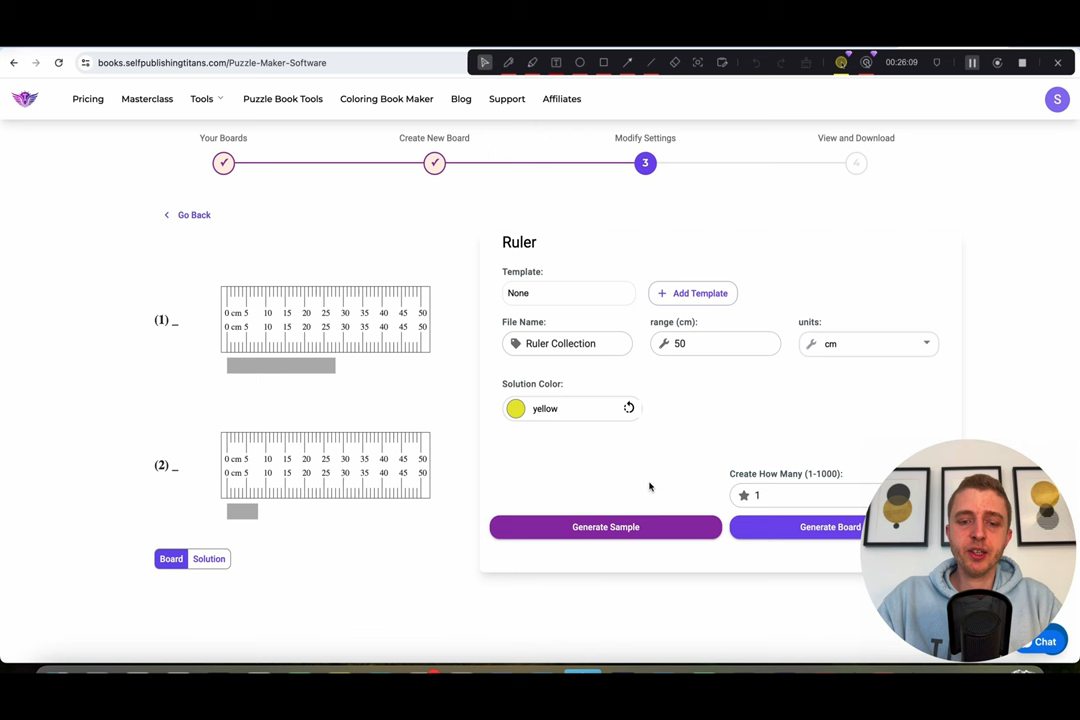 books.selfpublishingtitans.com/Puzzle-Maker-Software
00:26:09
Pricing Masterclass Tools Puzzle Book Tools Coloring Book Maker Blog Support Affiliates
S
Your Boards Create New Board Modify Settings View and Download
3 4
Go Back
Ruler
Template:
None
+ Add Template
File Name: range (cm): units:
Ruler Collection 50 cm
Solution Color:
yellow
(1) _
0 cm 5 10 15 20 25 30 35 40 45 50
0 cm 5 10 15 20 25 30 35 40 45 50
(2) _
0 cm 5 10 15 20 25 30 35 40 45 50
0 cm 5 10 15 20 25 30 35 40 45 50
Create How Many (1-1000):
1
Generate Sample Generate Board
Board Solution
Chat